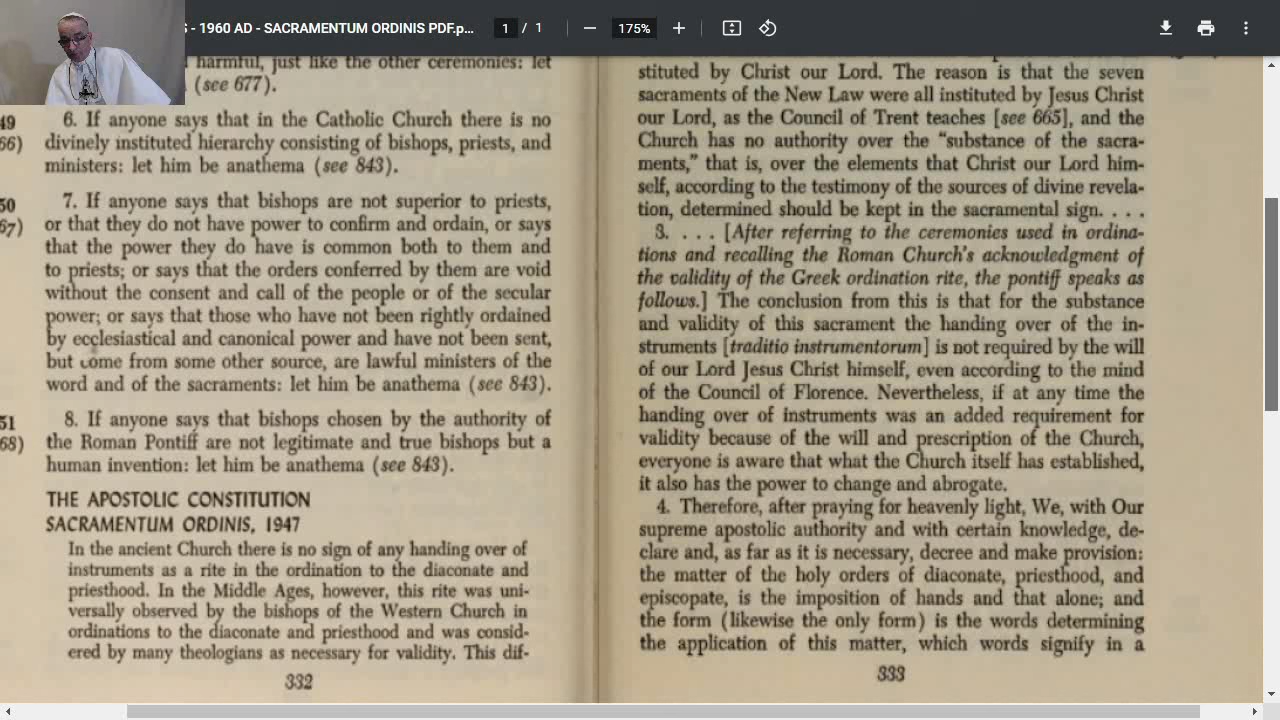 S - 1960 AD - SACRAMENTUM ORDINIS PDF.p...
1 / 1
175%
harmful, just like the other ceremonies: let
(see 677).
49
66)
6. If anyone says that in the Catholic Church there is no
divinely instituted hierarchy consisting of bishops, priests, and
ministers: let him be anathema (see 843).
50
67)
7. If anyone says that bishops are not superior to priests,
or that they do not have power to confirm and ordain, or says
that the power they do have is common both to them and
to priests; or says that the orders conferred by them are void
without the consent and call of the people or of the secular
power; or says that those who have not been rightly ordained
by ecclesiastical and canonical power and have not been sent,
but come from some other source, are lawful ministers of the
word and of the sacraments: let him be anathema (see 843).
51
68)
8. If anyone says that bishops chosen by the authority of
the Roman Pontiff are not legitimate and true bishops but a
human invention: let him be anathema (see 843).
THE APOSTOLIC CONSTITUTION
SACRAMENTUM ORDINIS, 1947
In the ancient Church there is no sign of any handing over of
instruments as a rite in the ordination to the diaconate and
priesthood. In the Middle Ages, however, this rite was uni-
versally observed by the bishops of the Western Church in
ordinations to the diaconate and priesthood and was consid-
ered by many theologians as necessary for validity. This dif-
332
stituted by Christ our Lord. The reason is that the seven
sacraments of the New Law were all instituted by Jesus Christ
our Lord, as the Council of Trent teaches [see 665], and the
Church has no authority over the "substance of the sacra-
ments," that is, over the elements that Christ our Lord him-
self, according to the testimony of the sources of divine revela-
tion, determined should be kept in the sacramental sign. . . .
3. . . . [After referring to the ceremonies used in ordina-
tions and recalling the Roman Church's acknowledgment of
the validity of the Greek ordination rite, the pontiff speaks as
follows.] The conclusion from this is that for the substance
and validity of this sacrament the handing over of the in-
struments [traditio instrumentorum] is not required by the will
of our Lord Jesus Christ himself, even according to the mind
of the Council of Florence. Nevertheless, if at any time the
handing over of instruments was an added requirement for
validity because of the will and prescription of the Church,
everyone is aware that what the Church itself has established,
it also has the power to change and abrogate.
4. Therefore, after praying for heavenly light, We, with Our
supreme apostolic authority and with certain knowledge, de-
clare and, as far as it is necessary, decree and make provision:
the matter of the holy orders of diaconate, priesthood, and
episcopate, is the imposition of hands and that alone; and
the form (likewise the only form) is the words determining
the application of this matter, which words signify in a
333